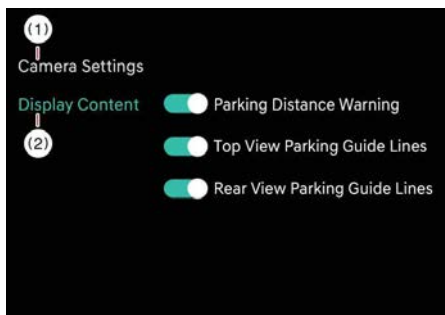 (1)
Camera Settings
Display Content
Parking Distance Warning
(2)
Top View Parking Guide Lines
Rear View Parking Guide Lines